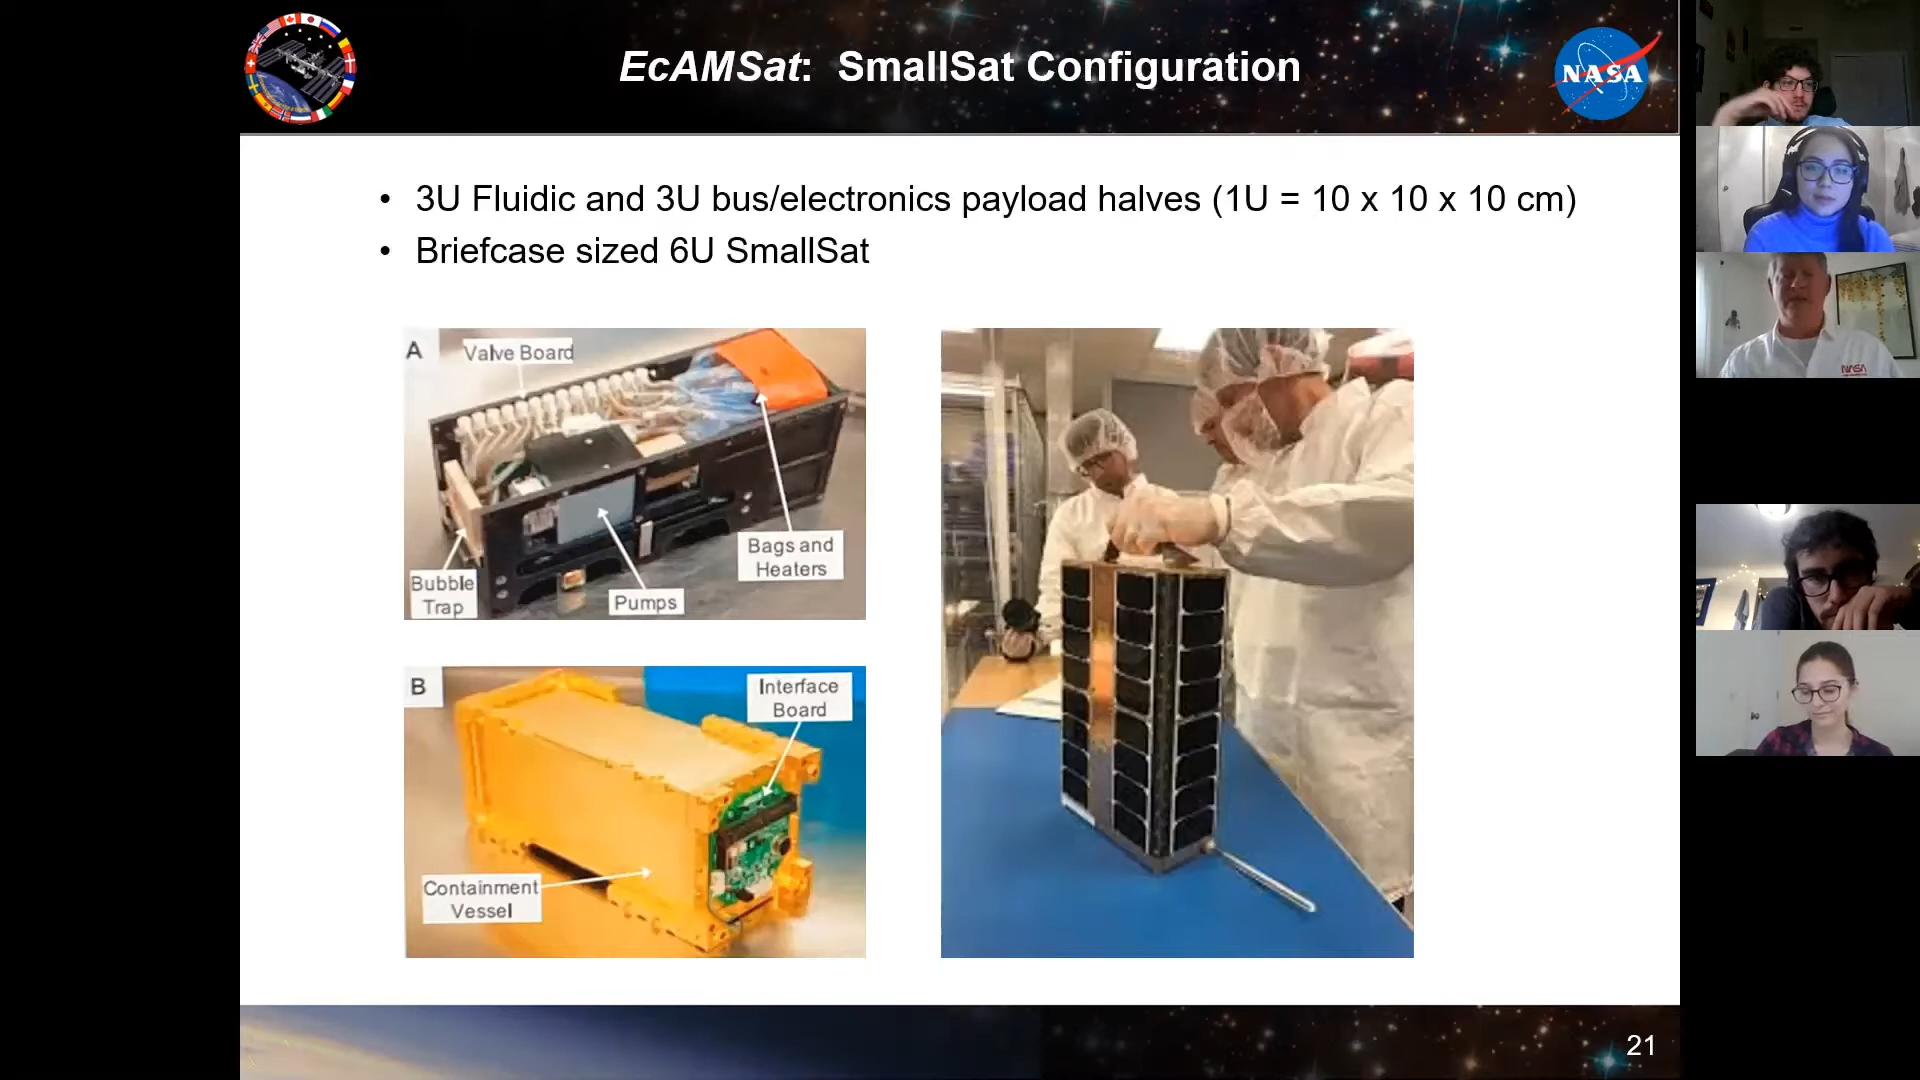 EcAMSat: SmallSat Configuration
NASA
• 3U Fluidic and 3U bus/electronics payload halves (1U = 10 x 10 x 10 cm)
• Briefcase sized 6U SmallSat
A
Valve Board
Bags and
Heaters
Bubble
Trap
Pumps
B
Interface
Board
Containment
Vessel
21
NASA